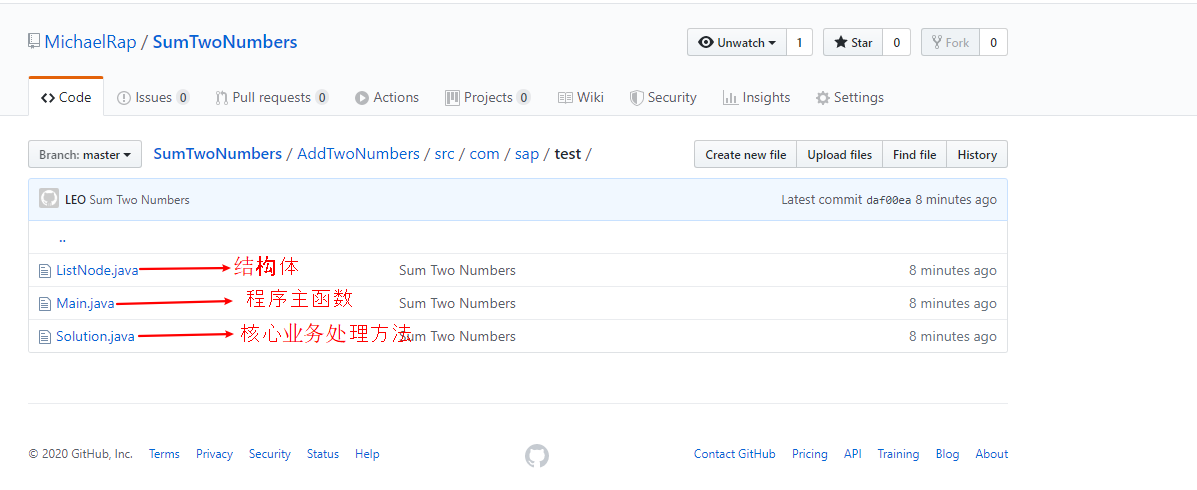 MichaelRap / SumTwoNumbers
Unwatch 1 Star 0 Fork 0
Code Issues 0 Pull requests 0 Actions Projects 0 Wiki Security Insights Settings
Branch: master SumTwoNumbers / AddTwoNumbers / src / com / sap / test / Create new file Upload files Find file History
LEO Sum Two Numbers Latest commit daf00ea 8 minutes ago
..
ListNode.java 结构体 Sum Two Numbers 8 minutes ago
Main.java 程序主函数 Sum Two Numbers 8 minutes ago
Solution.java 核心业务处理方法 Sum Two Numbers 8 minutes ago
© 2020 GitHub, Inc. Terms Privacy Security Status Help Contact GitHub Pricing API Training Blog About